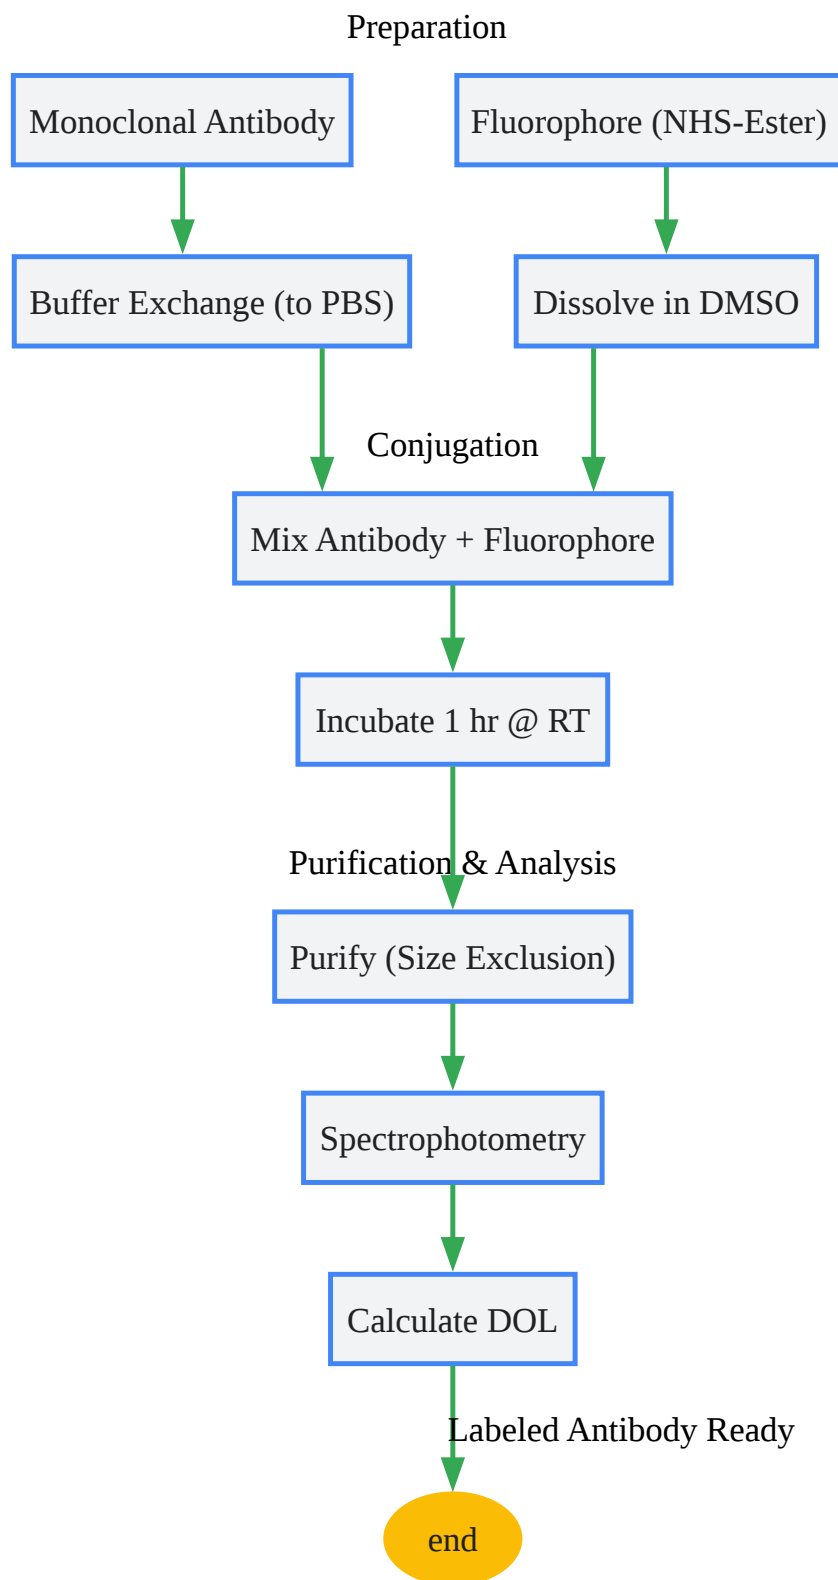 Preparation
Monoclonal Antibody
Fluorophore (NHS-Ester)
Buffer Exchange (to PBS)
Dissolve in DMSO
Conjugation
Mix Antibody + Fluorophore
Incubate 1 hr @ RT
Purification & Analysis
Purify (Size Exclusion)
Spectrophotometry
Calculate DOL
Labeled Antibody Ready
end